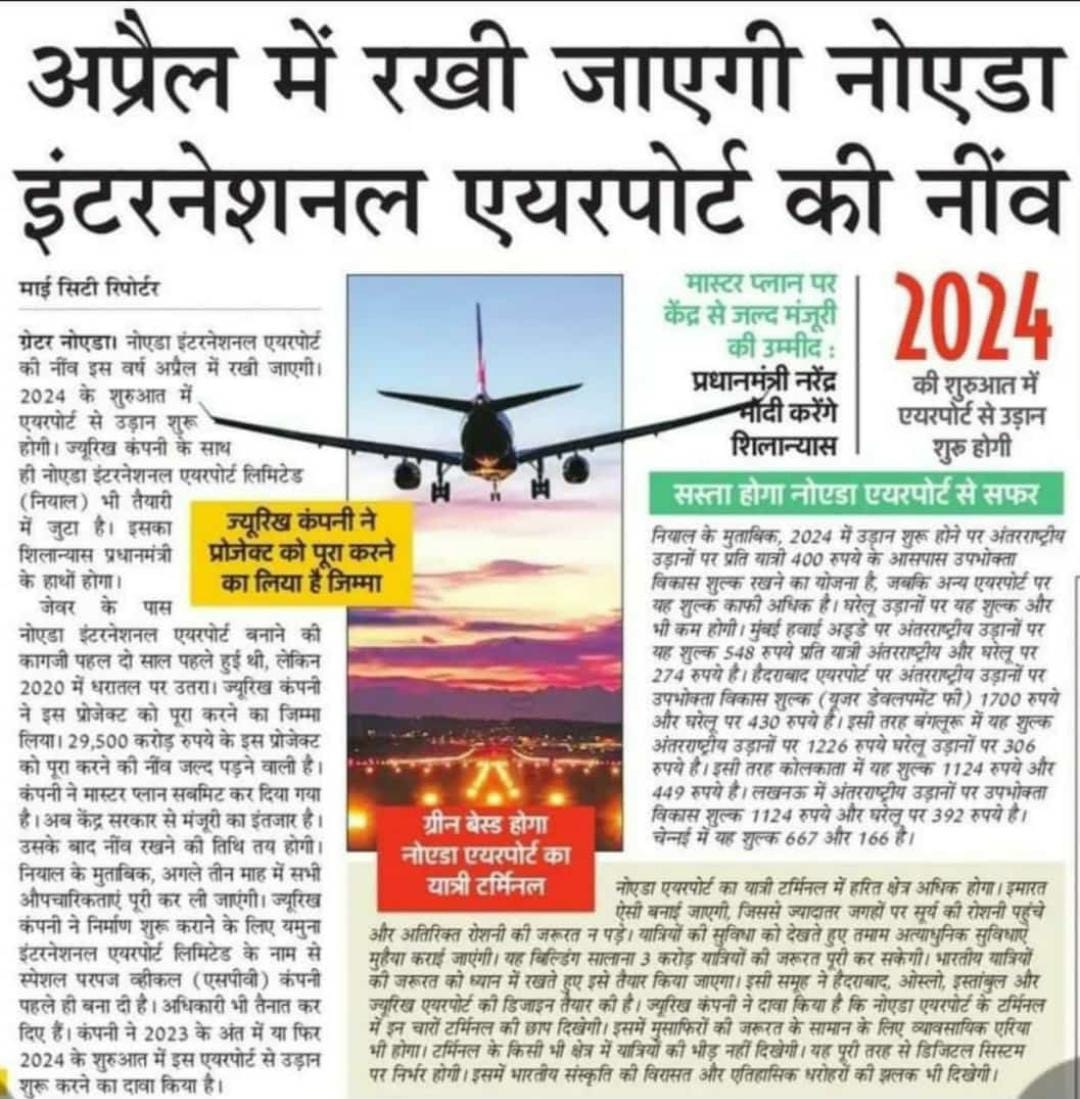 अप्रैल में रखी जाएगी नोएडा
इंटरनेशनल एयरपोर्ट की नींव
माई सिटी रिपोर्टर
ग्रेटर नोएडा। नोएडा इंटरनेशनल एयरपोर्ट
की नींव इस वर्ष अप्रैल में रखी जाएगी।
2024 के शुरुआत में
एयरपोर्ट से उड़ान शुरू
होगी। ज्यूरिख कंपनी के साथ
ही नोएडा इंटरनेशनल एयरपोर्ट लिमिटेड
(नियाल) भी तैयारी
में जुटा है। इसका
शिलान्यास प्रधानमंत्री
के हाथों होगा।
जेवर के पास
नोएडा इंटरनेशनल एयरपोर्ट बनाने की
कागजी पहल दो साल पहले हुई थी, लेकिन
2020 में धरातल पर उतरा। ज्यूरिख कंपनी
ने इस प्रोजेक्ट को पूरा करने का जिम्मा
लिया। 29,500 करोड़ रुपये के इस प्रोजेक्ट
को पूरा करने की नींव जल्द पड़ने वाली है।
कंपनी ने मास्टर प्लान सबमिट कर दिया गया
है। अब केंद्र सरकार से मंजूरी का इंतजार है।
उसके बाद नींव रखने की तिथि तय होगी।
नियाल के मुताबिक, अगले तीन माह में सभी
औपचारिकताएं पूरी कर ली जाएंगी। ज्यूरिख
कंपनी ने निर्माण शुरू कराने के लिए यमुना
इंटरनेशनल एयरपोर्ट लिमिटेड के नाम से
स्पेशल परपज व्हीकल (एसपीवी) कंपनी
पहले ही बना दी है। अधिकारी भी तैनात कर
दिए हैं। कंपनी ने 2023 के अंत में या फिर
2024 के शुरुआत में इस एयरपोर्ट से उड़ान
शुरू करने का दावा किया है।
ज्यूरिख कंपनी ने
प्रोजेक्ट को पूरा करने
का लिया है जिम्मा
मास्टर प्लान पर
केंद्र से जल्द मंजूरी
की उम्मीद :
प्रधानमंत्री नरेंद्र
मोदी करेंगे
शिलान्यास
2024
की शुरुआत में
एयरपोर्ट से उड़ान
शुरू होगी
सस्ता होगा नोएडा एयरपोर्ट से सफर
नियाल के मुताबिक, 2024 में उड़ान शुरू होने पर अंतरराष्ट्रीय
उड़ानों पर प्रति यात्री 400 रुपये के आसपास उपभोक्ता
विकास शुल्क रखने का योजना है, जबकि अन्य एयरपोर्ट पर
यह शुल्क काफी अधिक है। घरेलू उड़ानों पर यह शुल्क और
भी कम होगी। मुंबई हवाई अड्डे पर अंतरराष्ट्रीय उड़ानों पर
यह शुल्क 548 रुपये प्रति यात्री अंतरराष्ट्रीय और घरेलू पर
274 रुपये है। हैदराबाद एयरपोर्ट पर अंतरराष्ट्रीय उड़ानों पर
उपभोक्ता विकास शुल्क (यूजर डेवलपमेंट फी) 1700 रुपये
और घरेलू पर 430 रुपये है। इसी तरह बंगलूरू में यह शुल्क
अंतरराष्ट्रीय उड़ानों पर 1226 रुपये घरेलू उड़ानों पर 306
रुपये है। इसी तरह कोलकाता में यह शुल्क 1124 रुपये और
449 रुपये है। लखनऊ में अंतरराष्ट्रीय उड़ानों पर उपभोक्ता
विकास शुल्क 1124 रुपये और घरेलू पर 392 रुपये है।
चेन्नई में यह शुल्क 667 और 166 है।
ग्रीन बेस्ड होगा
नोएडा एयरपोर्ट का
यात्री टर्मिनल
नोएडा एयरपोर्ट का यात्री टर्मिनल में हरित क्षेत्र अधिक होगा। इमारत
ऐसी बनाई जाएगी, जिससे ज्यादातर जगहों पर सूर्य की रोशनी पहुंचे
और अतिरिक्त रोशनी की जरूरत न पड़े। यात्रियों की सुविधा को देखते हुए तमाम अत्याधुनिक सुविधाएं
मुहैया कराई जाएंगी। यह बिल्डिंग सालाना 3 करोड़ यात्रियों की जरूरत पूरी कर सकेगी। भारतीय यात्रियों
की जरूरत को ध्यान में रखते हुए इसे तैयार किया जाएगा। इसी समूह ने हैदराबाद, ओस्लो, इस्तांबुल और
ज्यूरिख एयरपोर्ट की डिजाइन तैयार की है। ज्यूरिख कंपनी ने दावा किया है कि नोएडा एयरपोर्ट के टर्मिनल
में इन चारों टर्मिनल की छाप दिखेगी। इसमें मुसाफिरों की जरूरत के सामान के लिए व्यावसायिक एरिया
भी होगा। टर्मिनल के किसी भी क्षेत्र में यात्रियों की भीड़ नहीं दिखेगी। यह पूरी तरह से डिजिटल सिस्टम
पर निर्भर होगी। इसमें भारतीय संस्कृति की विरासत और एतिहासिक धरोहरों की झलक भी दिखेगी।